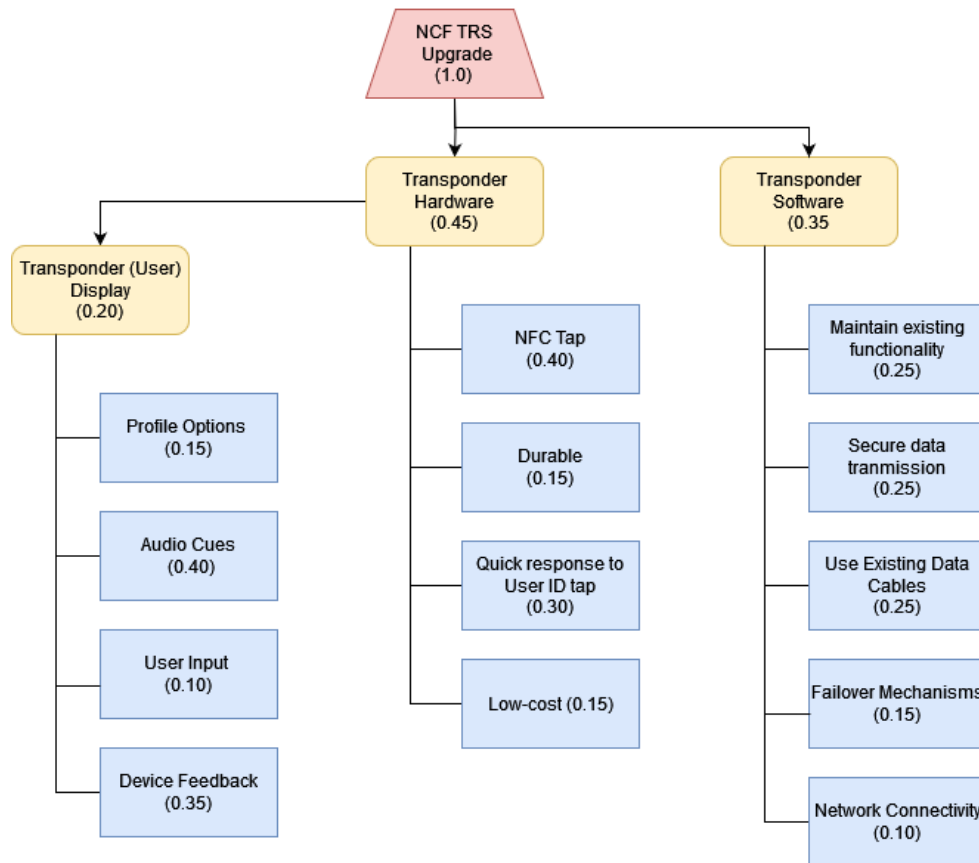 NCF TRS
Upgrade
(1.0)
Transponder
Hardware
(0.45)
Transponder
Software
(0.35
Transponder (User)
Display
(0.20)
NFC Tap
(0.40)
Maintain existing
functionality
(0.25)
Profile Options
(0.15)
Durable
(0.15)
Secure data
tranmission
(0.25)
Audio Cues
(0.40)
Quick response to
User ID tap
(0.30)
Use Existing Data
Cables
(0.25)
User Input
(0.10)
Low-cost (0.15)
Failover Mechanisms
(0.15)
Device Feedback
(0.35)
Network Connectivity
(0.10)